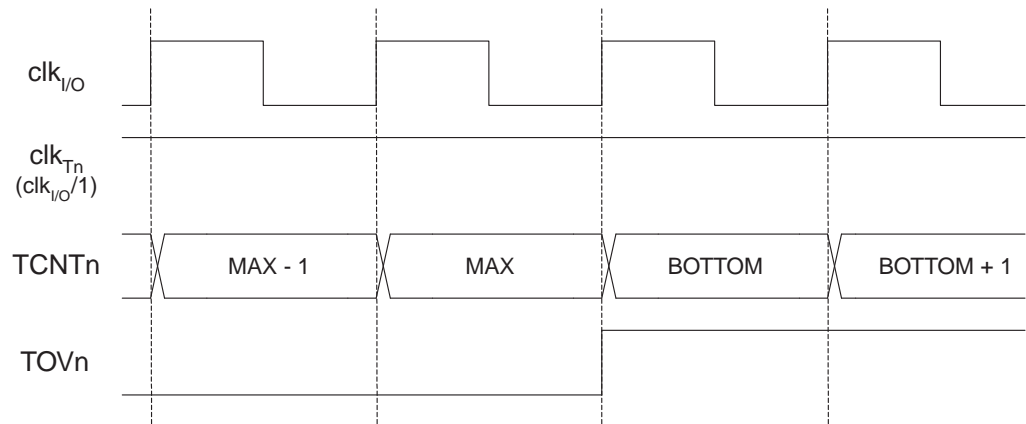 clkI/O
clkTn
(clkI/O/1)
TCNTn
MAX - 1
MAX
BOTTOM
BOTTOM + 1
TOVn